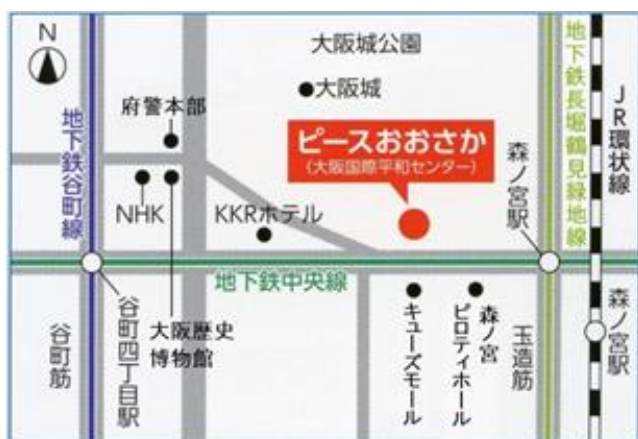 N
大阪城公園
大阪城
府警本部
ピースおおさか
(大阪国際平和センター)
地下鉄谷町線
NHK
KKRホテル
森ノ宮駅
地下鉄長堀鶴見緑地線
JR環状線
地下鉄中央線
谷町筋
谷町四丁目駅
大阪歴史
博物館
キューズモール
森ノ宮
ピロティホール
玉造筋
森ノ宮駅